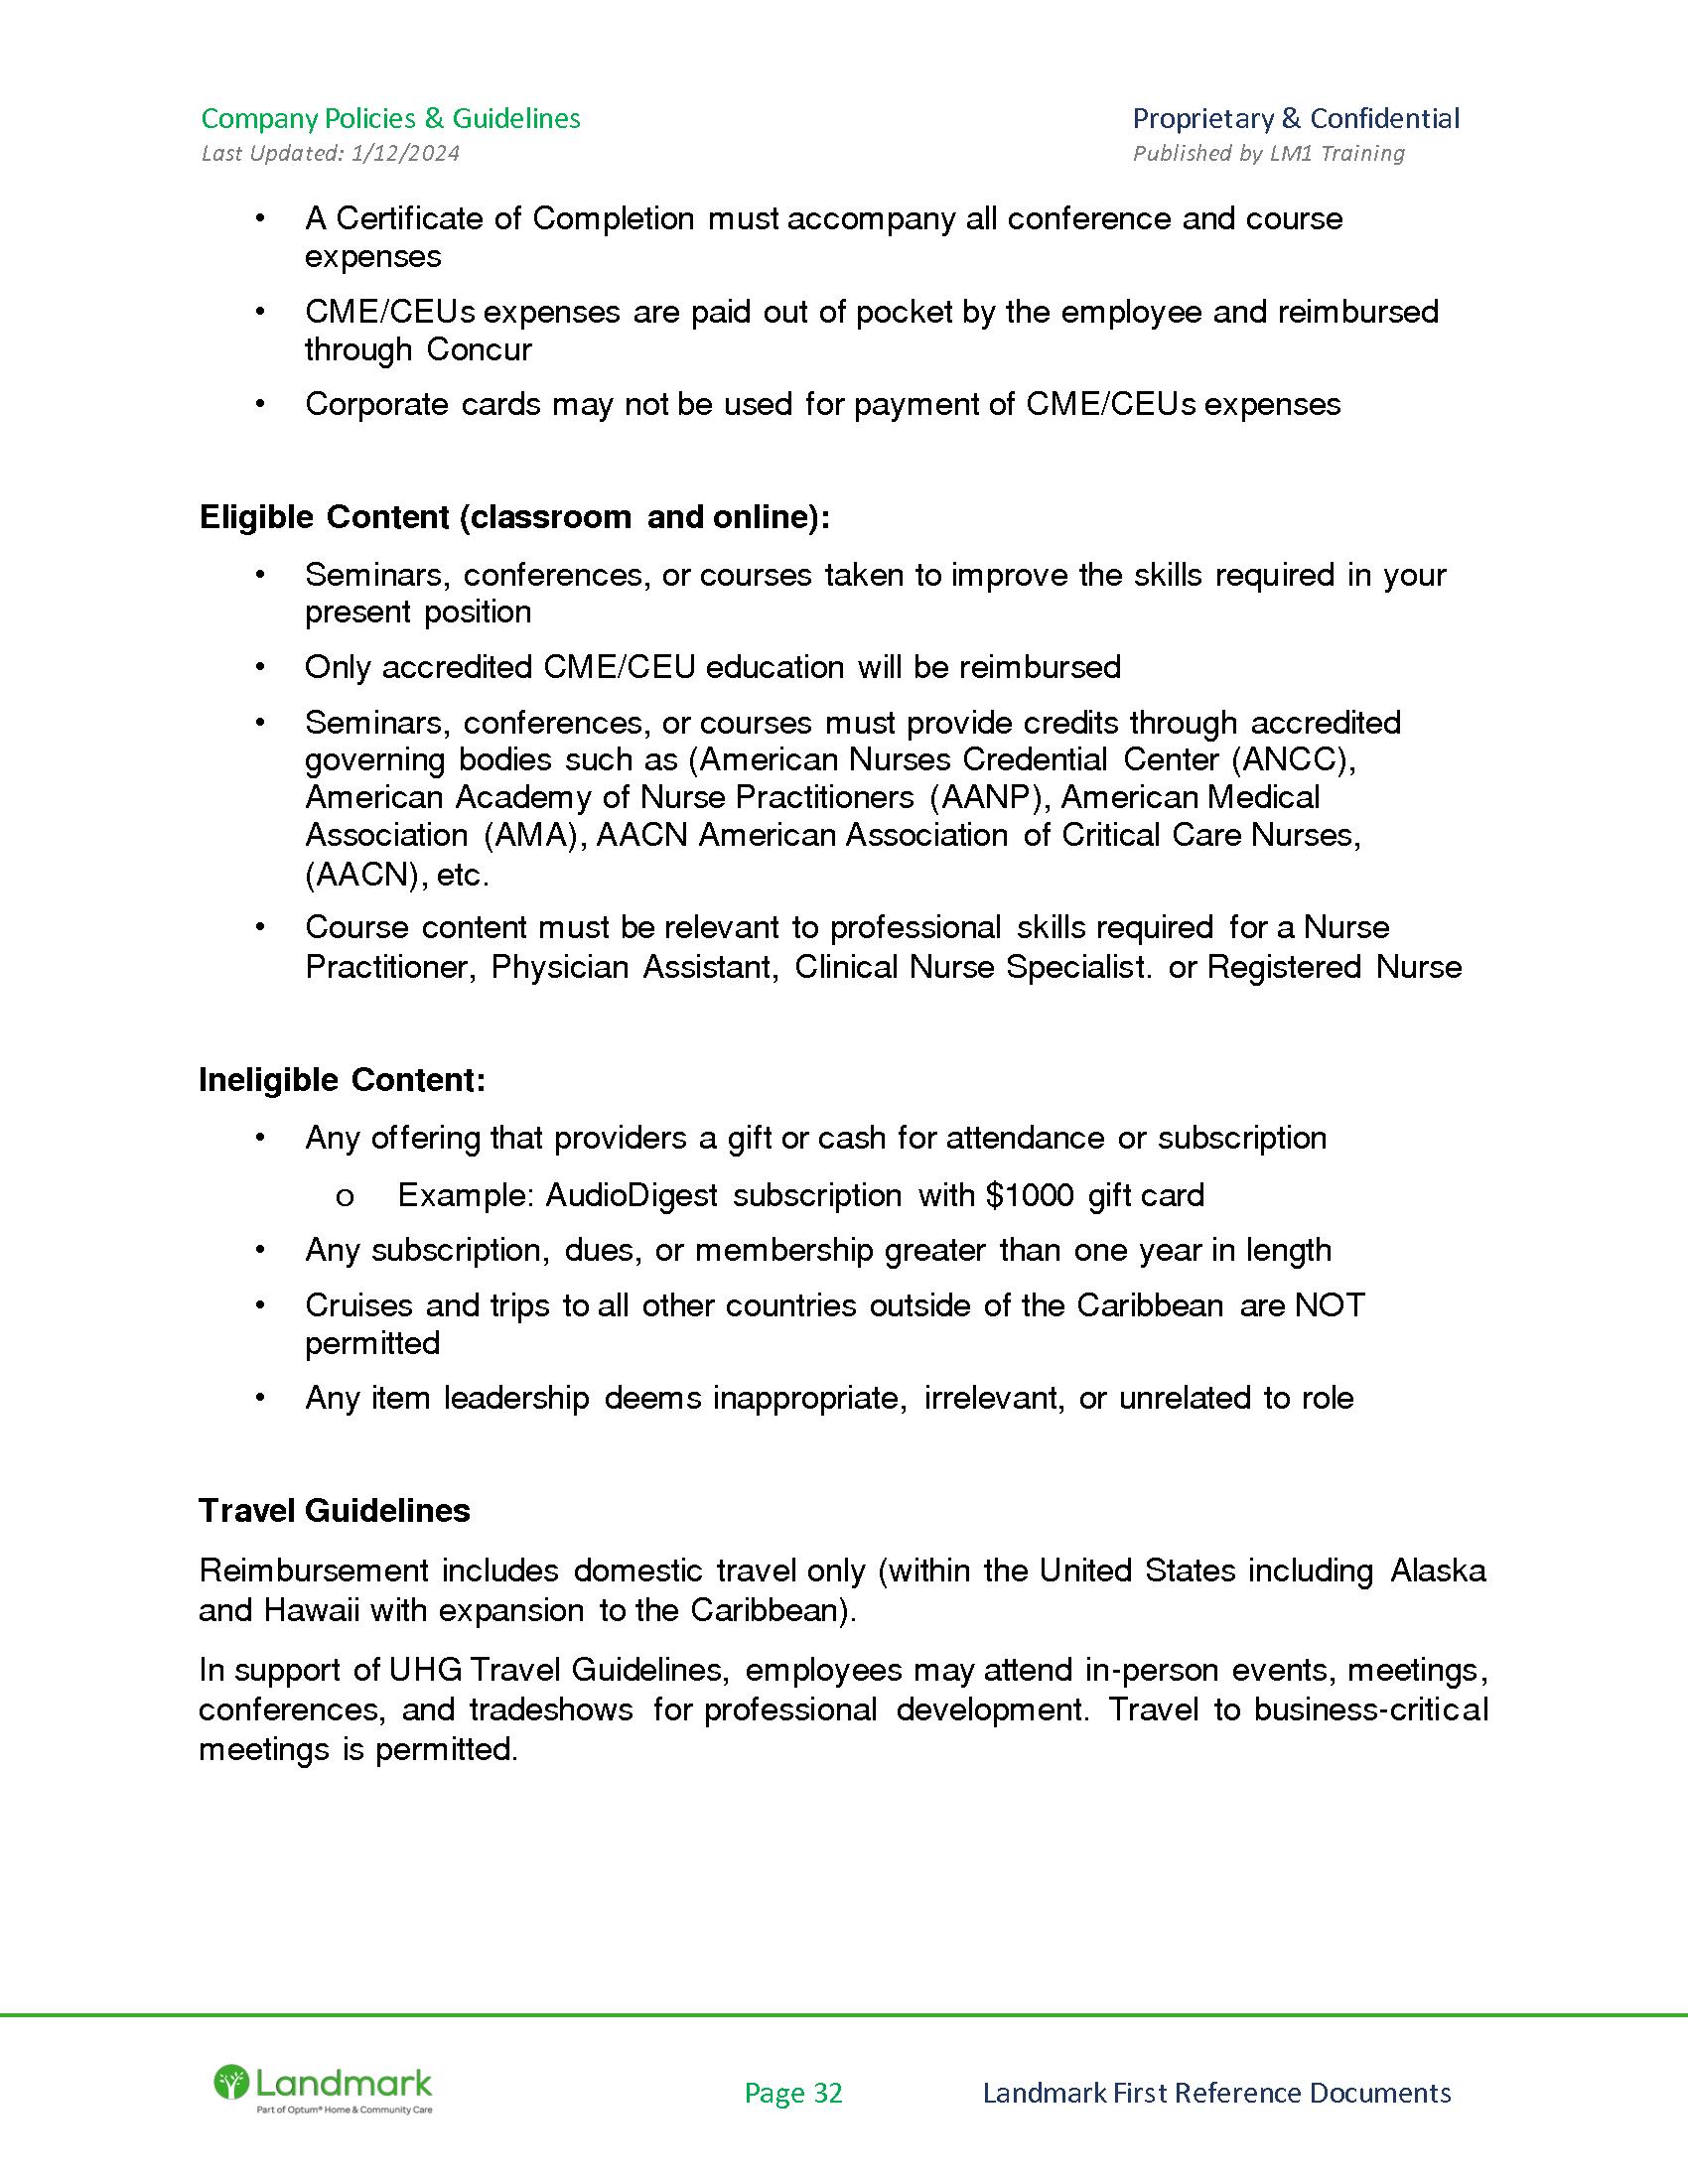 Company Policies & Guidelines
Proprietary & Confidential
Last Updated: 1/12/2024
Published by LM1 Training
• A Certificate of Completion must accompany all conference and course
expenses
• CME/CEUs expenses are paid out of pocket by the employee and reimbursed
through Concur
• Corporate cards may not be used for payment of CME/CEUs expenses
Eligible Content (classroom and online):
• Seminars, conferences, or courses taken to improve the skills required in your
present position
• Only accredited CME/CEU education will be reimbursed
• Seminars, conferences, or courses must provide credits through accredited
governing bodies such as (American Nurses Credential Center (ANCC),
American Academy of Nurse Practitioners (AANP), American Medical
Association (AMA), AACN American Association of Critical Care Nurses,
(AACN), etc.
• Course content must be relevant to professional skills required for a Nurse
Practitioner, Physician Assistant, Clinical Nurse Specialist. or Registered Nurse
Ineligible Content:
• Any offering that providers a gift or cash for attendance or subscription
o Example: AudioDigest subscription with $1000 gift card
• Any subscription, dues, or membership greater than one year in length
• Cruises and trips to all other countries outside of the Caribbean are NOT
permitted
• Any item leadership deems inappropriate, irrelevant, or unrelated to role
Travel Guidelines
Reimbursement includes domestic travel only (within the United States including Alaska
and Hawaii with expansion to the Caribbean).
In support of UHG Travel Guidelines, employees may attend in-person events, meetings,
conferences, and tradeshows for professional development. Travel to business-critical
meetings is permitted.
Landmark
Part of Optum® Home & Community Care
Page 32
Landmark First Reference Documents